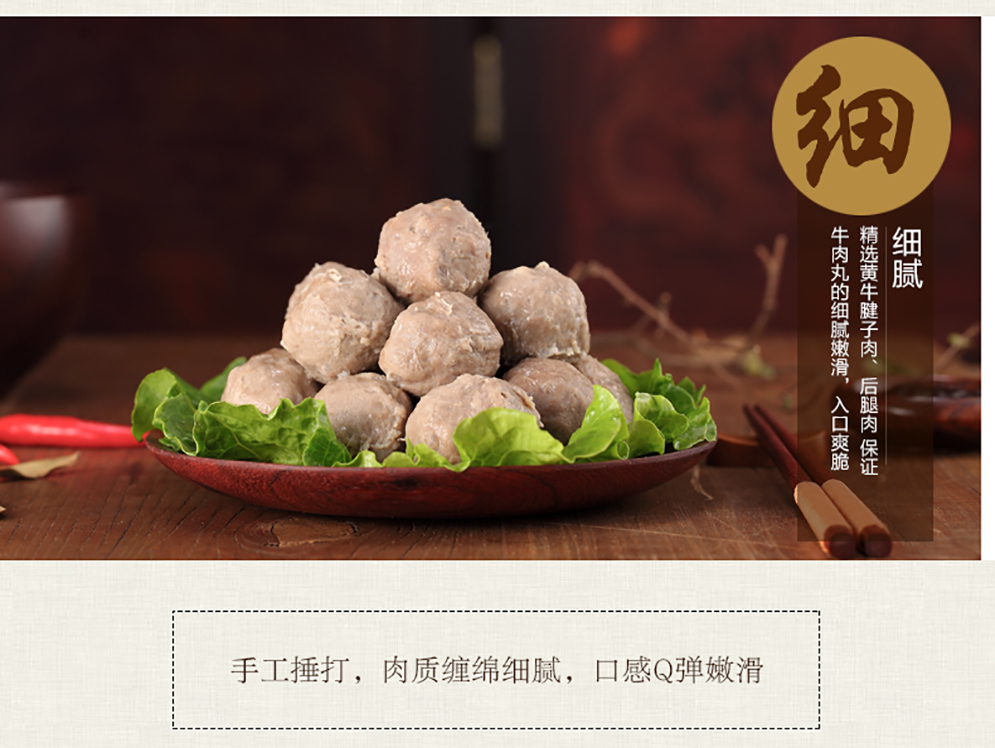 细
细腻
精选黄牛腱子肉、后腿肉 保证
牛肉丸的细腻嫩滑，入口爽脆
手工捶打，肉质缠绵细腻，口感Q弹嫩滑